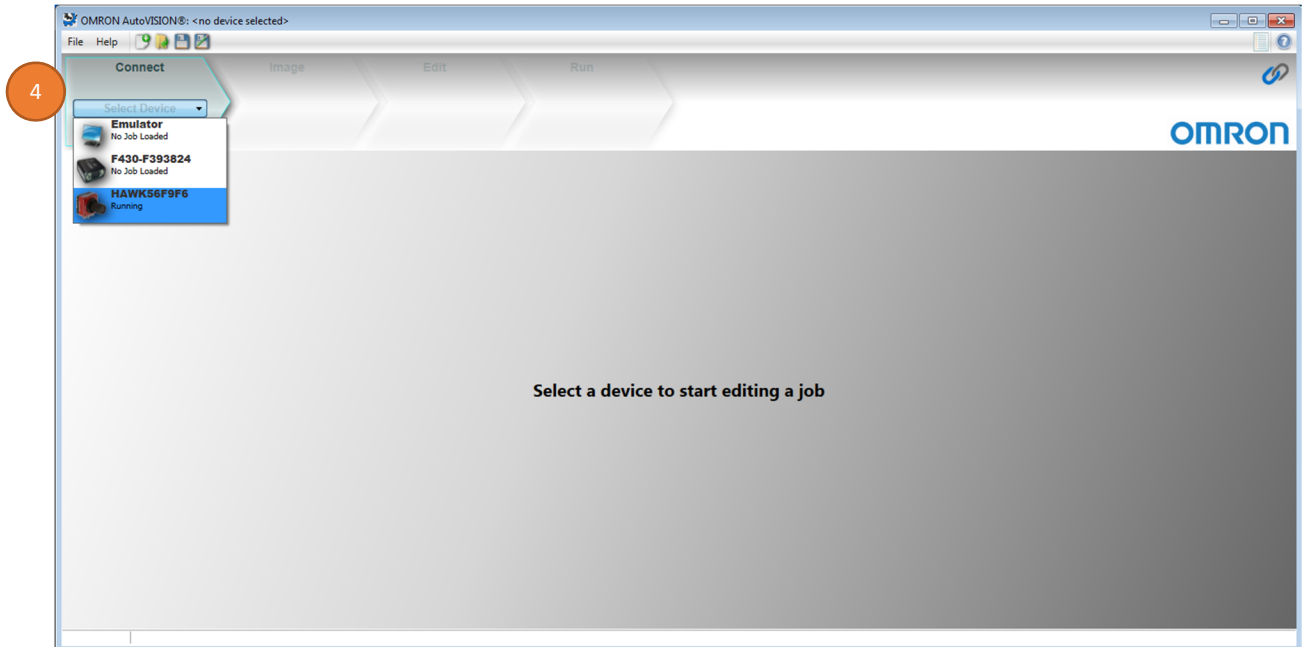 OMRON AutoVISION®: <no device selected>
File Help
Connect Image Edit Run
4
Select Device
OMRON
Emulator
No Job Loaded
F430-F393824
No Job Loaded
HAWK56F9F6
Running
Select a device to start editing a job